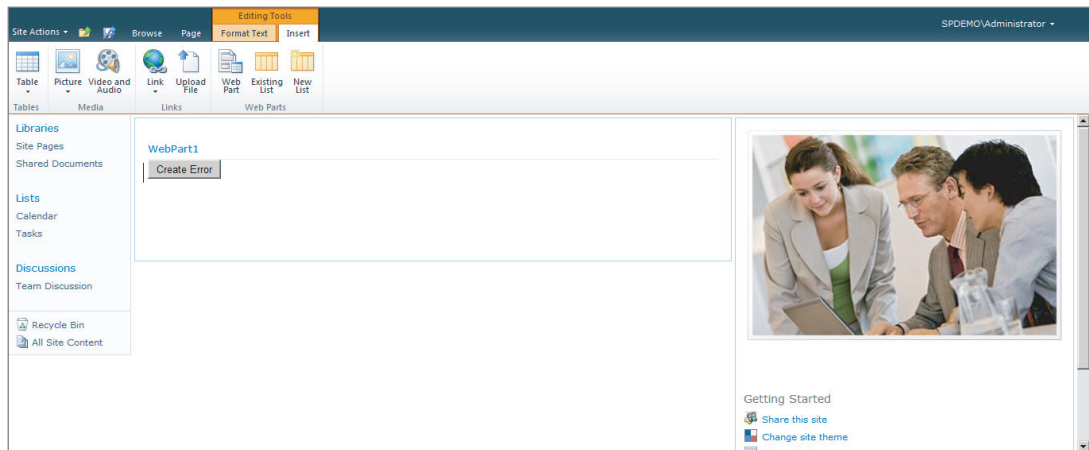 Editing Tools
Site Actions Browse Page Format Text Insert SPDEMO\Administrator
Table Picture Video and Audio Link Upload File Web Part Existing List New List
Tables Media Links Web Parts
Libraries
Site Pages
Shared Documents
Lists
Calendar
Tasks
Discussions
Team Discussion
Recycle Bin
All Site Content
WebPart1
Create Error
Getting Started
Share this site
Change site theme